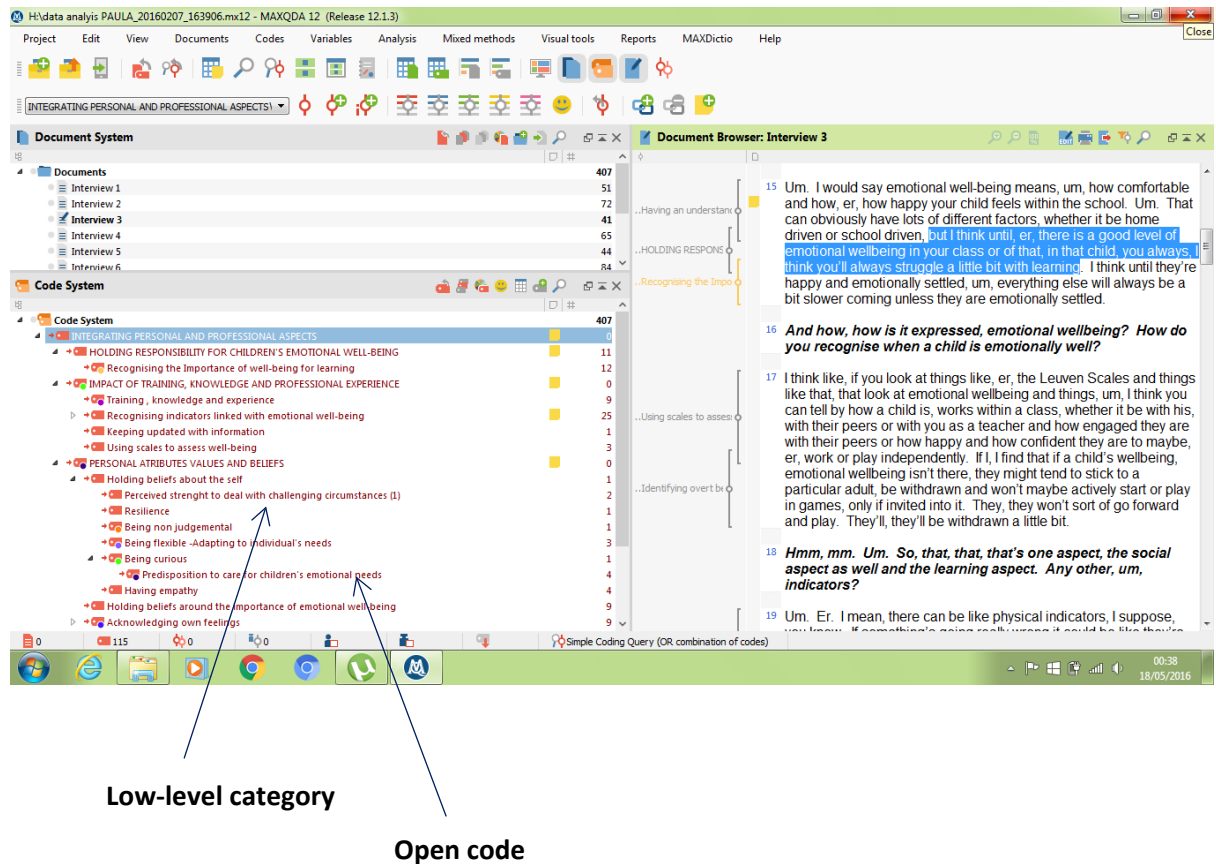 H:\data analyis PAULA_20160207_163906.mx12 - MAXQDA 12 (Release 12.1.3)
Close
Project Edit View Documents Codes Variables Analysis Mixed methods Visual tools Reports MAXDictio Help
INTEGRATING PERSONAL AND PROFESSIONAL ASPECTS\
Document System
#
Documents 407
Interview 1 51
Interview 2 72
Interview 3 41
Interview 4 65
Interview 5 44
Interview 6 84
Code System
#
Code System 407
INTEGRATING PERSONAL AND PROFESSIONAL ASPECTS 0
HOLDING RESPONSIBILITY FOR CHILDREN'S EMOTIONAL WELL-BEING 11
Recognising the Importance of well-being for learning 12
IMPACT OF TRAINING, KNOWLEDGE AND PROFESSIONAL EXPERIENCE 0
Training , knowledge and experience 9
Recognising indicators linked with emotional well-being 25
Keeping updated with information 1
Using scales to assess well-being 3
PERSONAL ATRIBUTES VALUES AND BELIEFS 0
Holding beliefs about the self 1
Perceived strenght to deal with challenging circumstances (1) 2
Resilience 1
Being non judgemental 1
Being flexible -Adapting to individual's needs 3
Being curious 1
Predisposition to care for children's emotional needs 4
Having empathy 4
Holding beliefs around the importance of emotional well-being 9
Acknowledging own feelings 9
Document Browser: Interview 3
..Having an understanc
..HOLDING RESPONS
..Recognising the Impo
..Using scales to asses:
..Identifying overt be
15 Um. I would say emotional well-being means, um, how comfortable
and how, er, how happy your child feels within the school. Um. That
can obviously have lots of different factors, whether it be home
driven or school driven, but I think until, er, there is a good level of
emotional wellbeing in your class or of that, in that child, you always, I
think you'll always struggle a little bit with learning. I think until they're
happy and emotionally settled, um, everything else will always be a
bit slower coming unless they are emotionally settled.
16 And how, how is it expressed, emotional wellbeing? How do
you recognise when a child is emotionally well?
17 I think like, if you look at things like, er, the Leuven Scales and things
like that, that look at emotional wellbeing and things, um, I think you
can tell by how a child is, works within a class, whether it be with his,
with their peers or with you as a teacher and how engaged they are
with their peers or how happy and how confident they are to maybe,
er, work or play independently. If I, I find that if a child's wellbeing,
emotional wellbeing isn't there, they might tend to stick to a
particular adult, be withdrawn and won't maybe actively start or play
in games, only if invited into it. They, they won't sort of go forward
and play. They'll, they'll be withdrawn a little bit.
18 Hmm, mm. Um. So, that, that, that's one aspect, the social
aspect as well and the learning aspect. Any other, um,
indicators?
19 Um. Er. I mean, there can be like physical indicators, I suppose,
0 115 0 0 Simple Coding Query (OR combination of codes)
00:38
18/05/2016
Low-level category
Open code